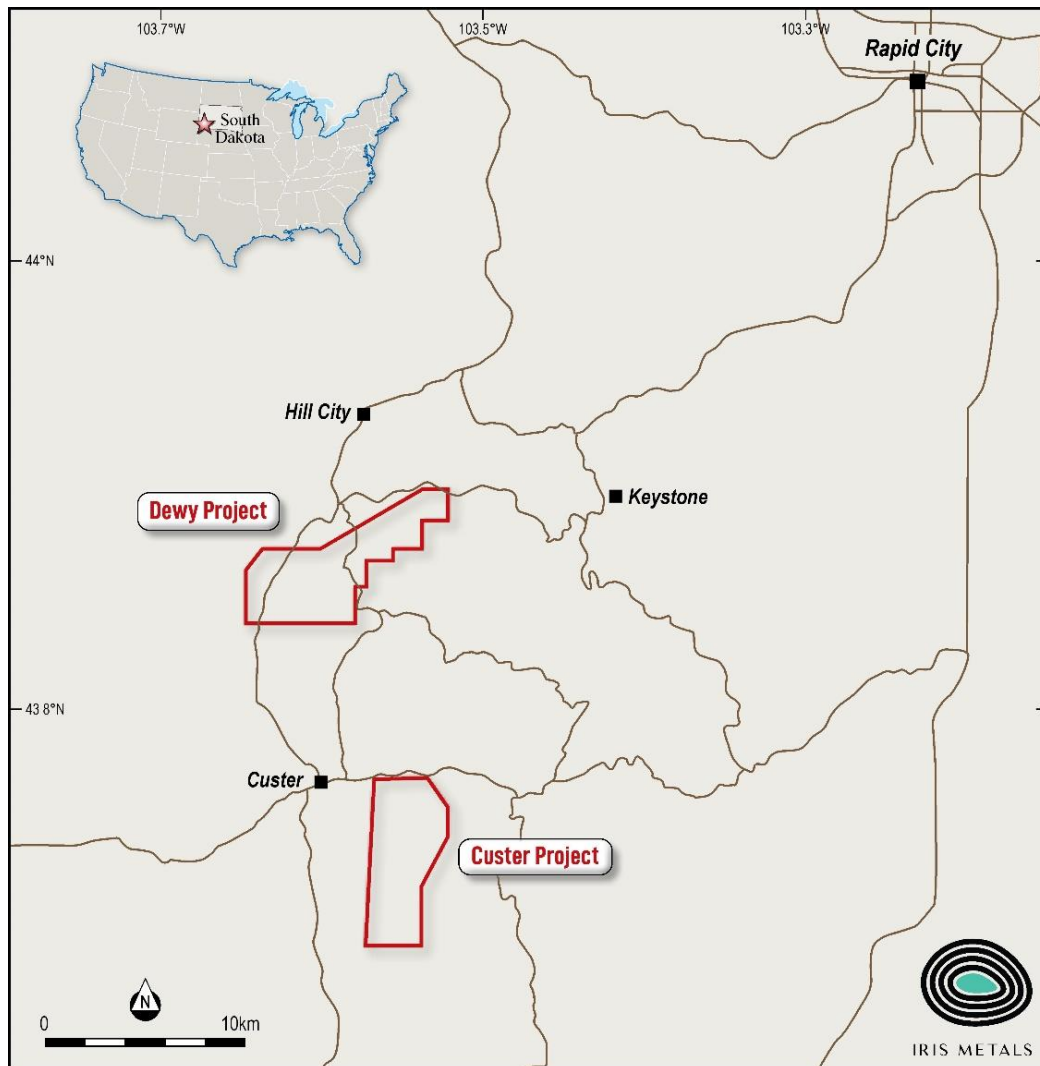 103.7°W
103.5°W
103.3°W
Rapid City
South
Dakota
44°N
Hill City
Dewy Project
Keystone
43 8°N
Custer
Custer Project
N
0
10km
IRIS METALS